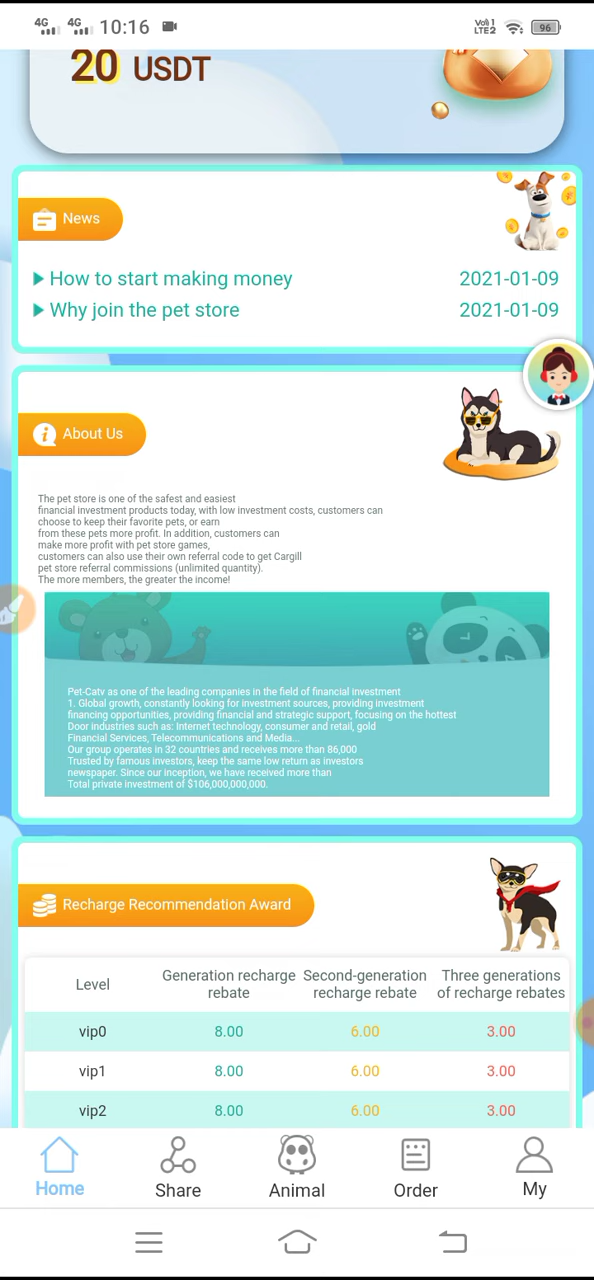 4G 4G 10:16 Vo) 1 LTE2 96
20 USDT
News
How to start making money 2021-01-09
Why join the pet store 2021-01-09
About Us
The pet store is one of the safest and easiest
financial investment products today, with low investment costs, customers can
choose to keep their favorite pets, or earn
from these pets more profit. In addition, customers can
make more profit with pet store games,
customers can also use their own referral code to get Cargill
pet store referral commissions (unlimited quantity).
The more members, the greater the income!
Pet-Catv as one of the leading companies in the field of financial investment
1. Global growth, constantly looking for investment sources, providing investment
financing opportunities, providing financial and strategic support, focusing on the hottest
Door industries such as: Internet technology, consumer and retail, gold
Financial Services, Telecommunications and Media...
Our group operates in 32 countries and receives more than 86,000
Trusted by famous investors, keep the same low return as investors
newspaper. Since our inception, we have received more than
Total private investment of $106,000,000,000.
Recharge Recommendation Award
Level Generation recharge rebate Second-generation recharge rebate Three generations of recharge rebates
vip0 8.00 6.00 3.00
vip1 8.00 6.00 3.00
vip2 8.00 6.00 3.00
Home Share Animal Order My